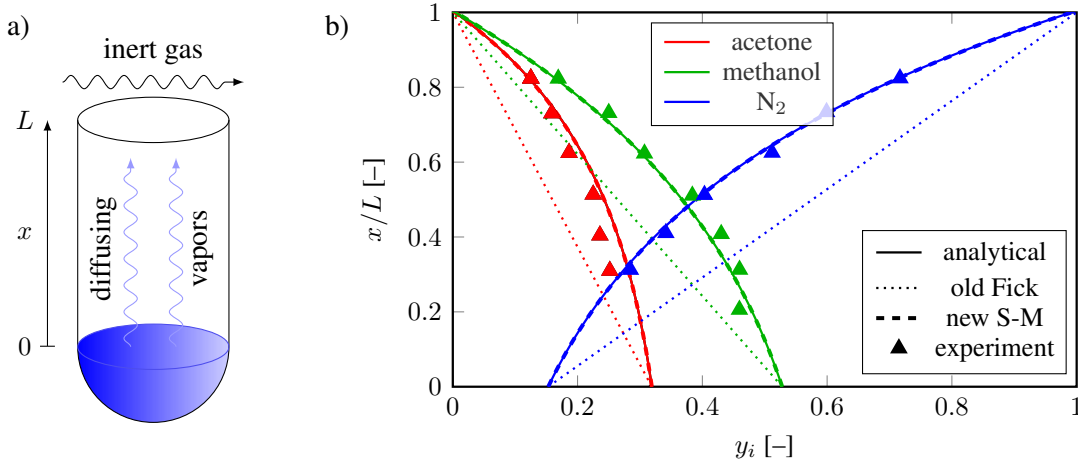 a)
inert gas
L
x
0
diffusing
vapors
b)
x/L [–]
1
0.8
0.6
0.4
0.2
0
acetone
methanol
N₂
analytical
old Fick
new S-M
experiment
0
0.2
0.4
0.6
0.8
1
yᵢ [–]